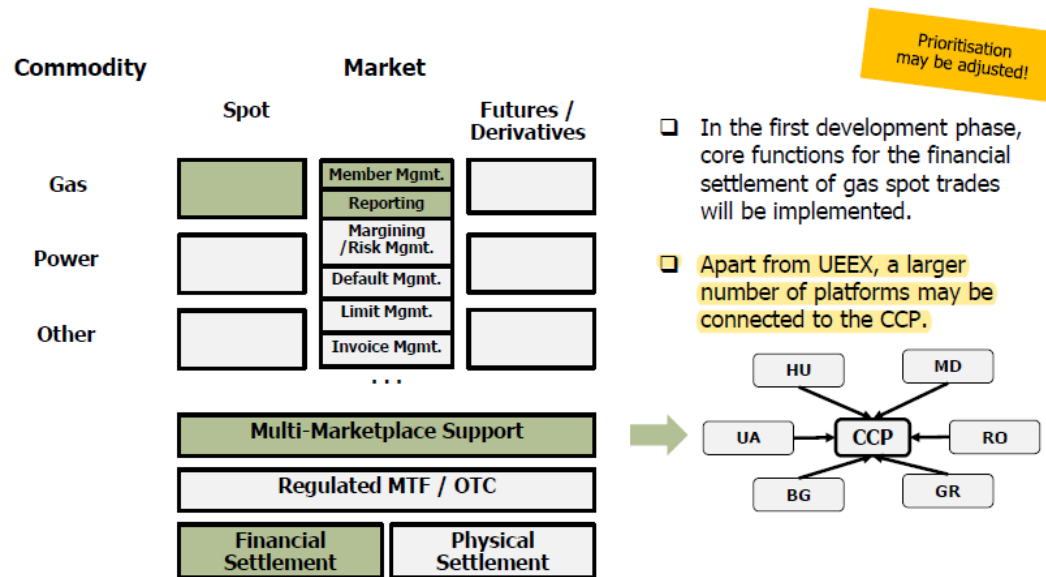 Prioritisation
may be adjusted!
Commodity
Market
Spot
Futures /
Derivatives
Gas
Power
Other
Member Mgmt.
Reporting
Margining
/Risk Mgmt.
Default Mgmt.
Limit Mgmt.
Invoice Mgmt.
...
Multi-Marketplace Support
Regulated MTF / OTC
Financial
Settlement
Physical
Settlement
In the first development phase,
core functions for the financial
settlement of gas spot trades
will be implemented.
Apart from UEEX, a larger
number of platforms may be
connected to the CCP.
HU
MD
UA
CCP
RO
BG
GR